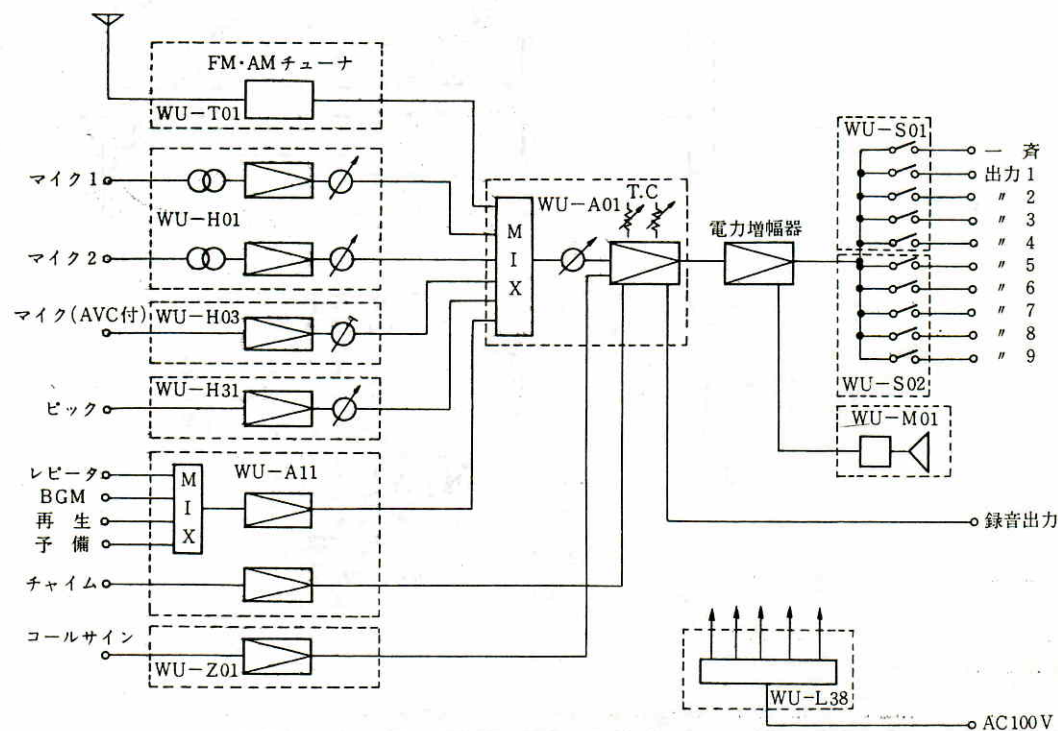 FM・AMチューナ
WU-T01
マイク1
WU-H01
マイク2
マイク(AVC付)
WU-H03
ピック
WU-H31
レピータ
BGM
再 生
予 備
M
I
X
WU-A11
チャイム
コールサイン
WU-Z01
M
I
X
WU-A01
T.C
電力増幅器
WU-S01
一 斉
出力1
〃 2
〃 3
〃 4
〃 5
〃 6
〃 7
〃 8
〃 9
WU-S02
WU-M01
録音出力
WU-L38
AC100V